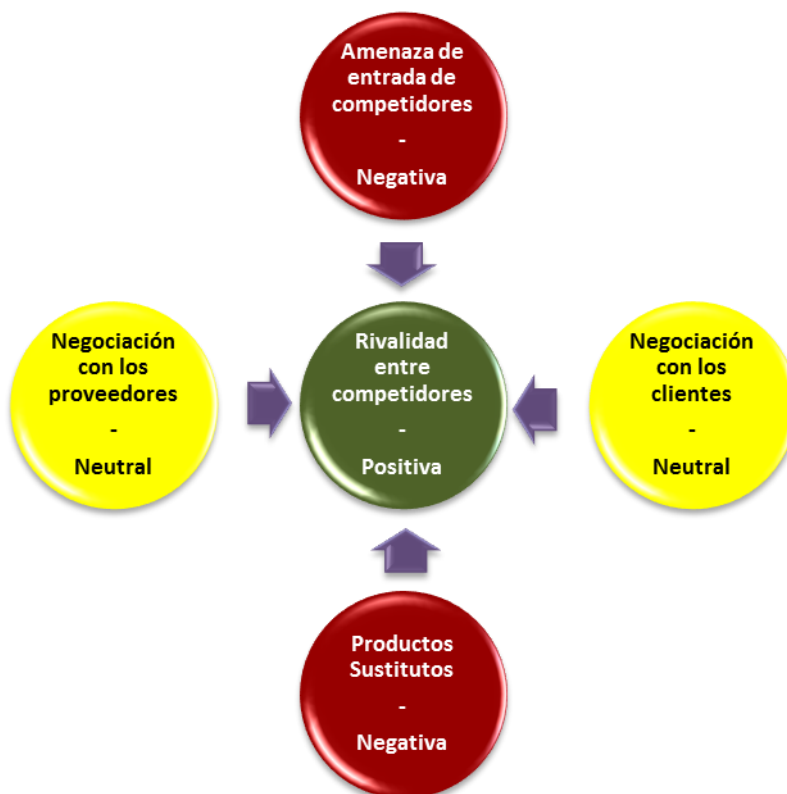 Amenaza de
entrada de
competidores
-
Negativa
Negociación
con los
proveedores
-
Neutral
Rivalidad
entre
competidores
-
Positiva
Negociación
con los
clientes
-
Neutral
Productos
Sustitutos
-
Negativa